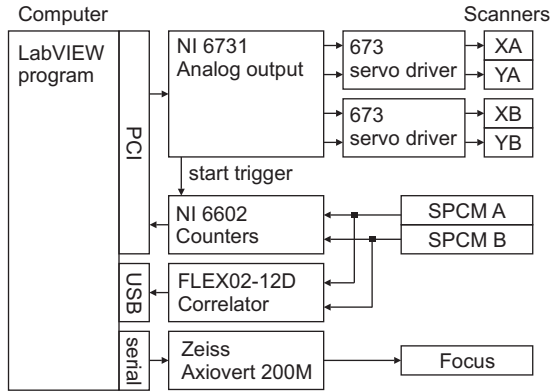 Computer
Scanners
LabVIEW
program
PCI
NI 6731
Analog output
673
servo driver
XA
YA
673
servo driver
XB
YB
start trigger
NI 6602
Counters
SPCM A
SPCM B
USB
FLEX02-12D
Correlator
serial
Zeiss
Axiovert 200M
Focus